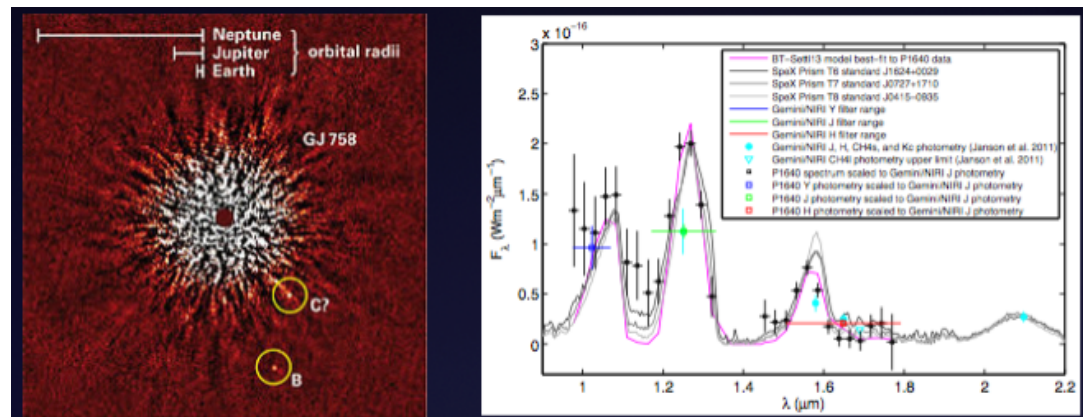 Neptune
Jupiter
Earth
orbital radii
GJ 758
C?
B
3
2.5
2
1.5
1
0.5
0
x 10⁻¹⁶
F_λ (Wm⁻²μm⁻¹)
BT-Settl13 model best-fit to P1640 data
SpeX Prism T6 standard J1624+0029
SpeX Prism T7 standard J0727+1710
SpeX Prism T8 standard J0415-0935
Gemini/NIRI Y filter range
Gemini/NIRI J filter range
Gemini/NIRI H filter range
Gemini/NIRI J, H, CH4s, and Kc photometry (Janson et al. 2011)
Gemini/NIRI CH4l photometry upper limit (Janson et al. 2011)
P1640 spectrum scaled to Gemini/NIRI J photometry
P1640 Y photometry scaled to Gemini/NIRI J photometry
P1640 J photometry scaled to Gemini/NIRI J photometry
P1640 H photometry scaled to Gemini/NIRI J photometry
1
1.2
1.4
1.6
1.8
2
2.2
λ (μm)